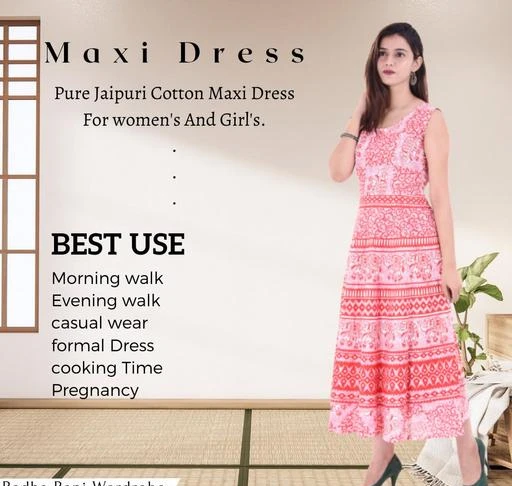 Maxi Dress
Pure Jaipuri Cotton Maxi Dress
For women's And Girl's.
.
.
.
BEST USE
Morning walk
Evening walk
casual wear
formal Dress
cooking Time
Pregnancy